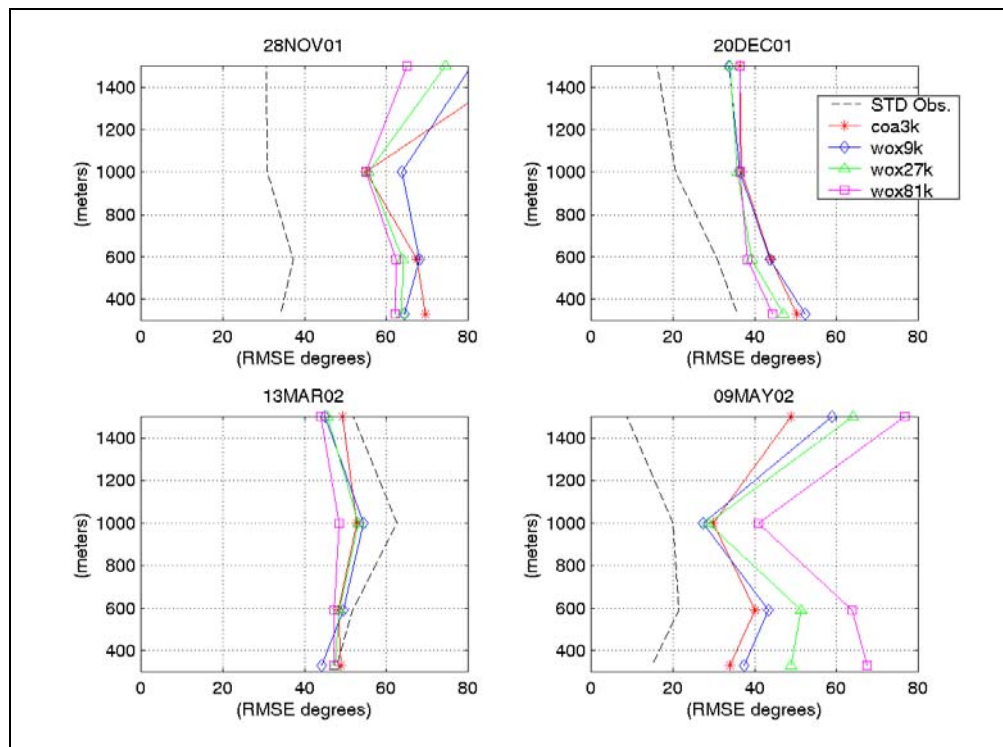 28NOV01
1400
1200
1000
800
600
400
(meters)
0 20 40 60 80
(RMSE degrees)
20DEC01
1400
1200
1000
800
600
400
(meters)
0 20 40 60 80
(RMSE degrees)
STD Obs.
coa3k
wox9k
wox27k
wox81k
13MAR02
1400
1200
1000
800
600
400
(meters)
0 20 40 60 80
(RMSE degrees)
09MAY02
1400
1200
1000
800
600
400
(meters)
0 20 40 60 80
(RMSE degrees)